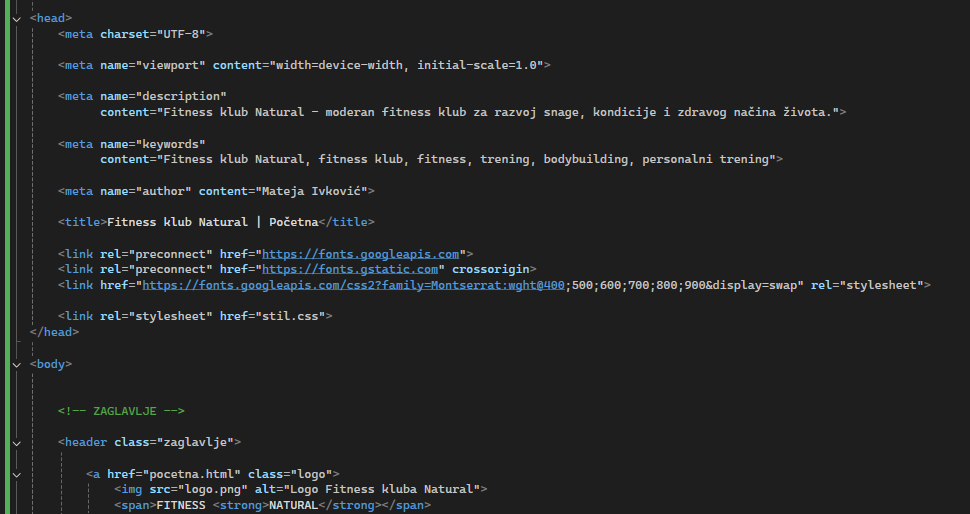 <head>
<meta charset="UTF-8">
<meta name="viewport" content="width=device-width, initial-scale=1.0">
<meta name="description"
content="Fitness klub Natural - moderan fitness klub za razvoj snage, kondicije i zdravog načina života.">
<meta name="keywords"
content="Fitness klub Natural, fitness klub, fitness, trening, bodybuilding, personalni trening">
<meta name="author" content="Mateja Ivković">
<title>Fitness klub Natural | Početna</title>
<link rel="preconnect" href="https://fonts.googleapis.com">
<link rel="preconnect" href="https://fonts.gstatic.com" crossorigin>
<link href="https://fonts.googleapis.com/css2?family=Montserrat:wght@400;500;600;700;800;900&display=swap" rel="stylesheet">
<link rel="stylesheet" href="stil.css">
</head>
<body>
<!-- ZAGLAVLJE -->
<header class="zaglavlje">
<a href="pocetna.html" class="logo">
<img src="logo.png" alt="Logo Fitness kluba Natural">
<span>FITNESS <strong>NATURAL</strong></span>